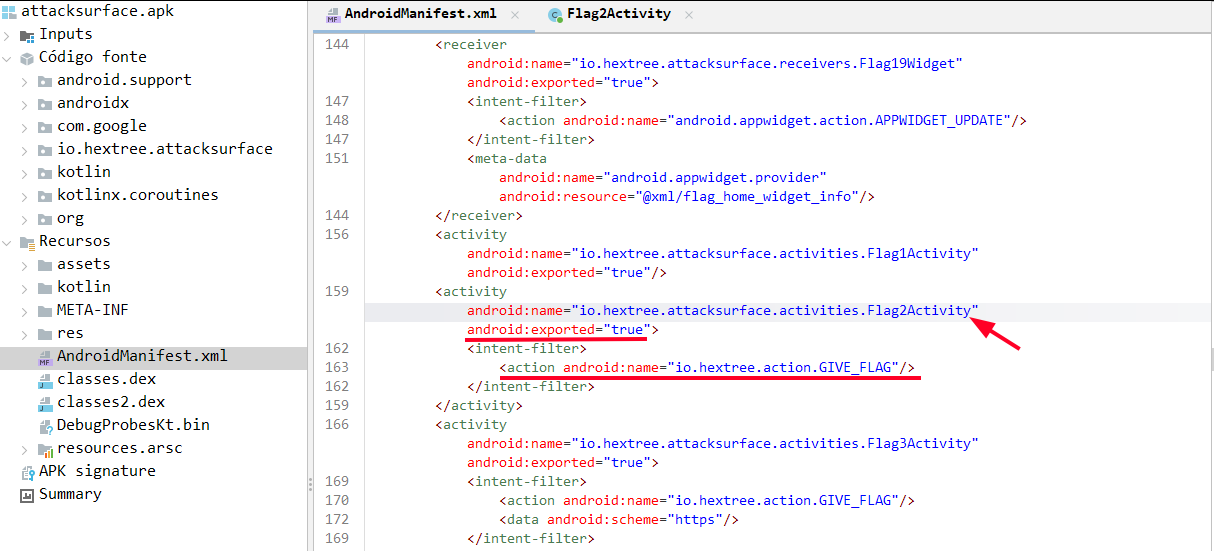 attacksurface.apk
Inputs
Código fonte
android.support
androidx
com.google
io.hextree.attacksurface
kotlin
kotlinx.coroutines
org
Recursos
assets
kotlin
META-INF
res
AndroidManifest.xml
classes.dex
classes2.dex
DebugProbesKt.bin
resources.arsc
APK signature
Summary
AndroidManifest.xml
Flag2Activity
144 <receiver
android:name="io.hextree.attacksurface.receivers.Flag19Widget"
android:exported="true">
147 <intent-filter>
148 <action android:name="android.appwidget.action.APPWIDGET_UPDATE"/>
147 </intent-filter>
151 <meta-data
android:name="android.appwidget.provider"
android:resource="@xml/flag_home_widget_info"/>
144 </receiver>
156 <activity
android:name="io.hextree.attacksurface.activities.Flag1Activity"
android:exported="true"/>
159 <activity
android:name="io.hextree.attacksurface.activities.Flag2Activity"
android:exported="true">
162 <intent-filter>
163 <action android:name="io.hextree.action.GIVE_FLAG"/>
162 </intent-filter>
159 </activity>
166 <activity
android:name="io.hextree.attacksurface.activities.Flag3Activity"
android:exported="true">
169 <intent-filter>
170 <action android:name="io.hextree.action.GIVE_FLAG"/>
172 <data android:scheme="https"/>
169 </intent-filter>